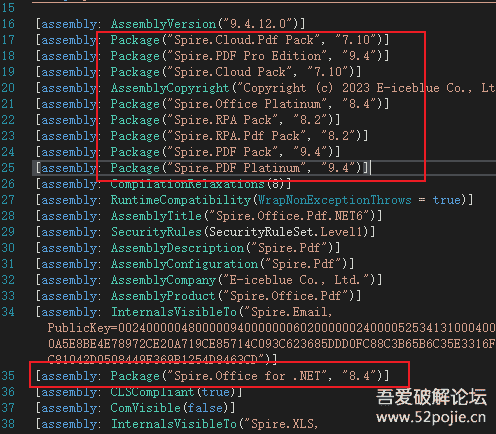 15
16 [assembly: AssemblyVersion("9.4.12.0")]
17 [assembly: Package("Spire.Cloud.Pdf Pack", "7.10")]
18 [assembly: Package("Spire.PDF Pro Edition", "9.4")]
19 [assembly: Package("Spire.Cloud Pack", "7.10")]
20 [assembly: AssemblyCopyright("Copyright (c) 2023 E-iceblue Co., Lt
21 [assembly: Package("Spire.Office Platinum", "8.4")]
22 [assembly: Package("Spire.RPA Pack", "8.2")]
23 [assembly: Package("Spire.RPA.Pdf Pack", "8.2")]
24 [assembly: Package("Spire.PDF Pack", "9.4")]
25 [assembly: Package("Spire.PDF Platinum", "9.4")]
26 [assembly: CompilationRelaxations(8)]
27 [assembly: RuntimeCompatibility(WrapNonExceptionThrows = true)]
28 [assembly: AssemblyTitle("Spire.Office.Pdf.NET6")]
29 [assembly: SecurityRules(SecurityRuleSet.Level1)]
30 [assembly: AssemblyDescription("Spire.Pdf")]
31 [assembly: AssemblyConfiguration("Spire.Pdf")]
32 [assembly: AssemblyCompany("E-iceblue Co., Ltd.")]
33 [assembly: AssemblyProduct("Spire.Office.Pdf")]
34 [assembly: InternalsVisibleTo("Spire.Email,
PublicKey=0024000004800000940000000602000000240000525341310004000
0A5E8BE4E78972CE20A719CE85714C093C623685DDD0FC88C3B65B6C35E3316F
C81042D0508449F369B1254D8463CD")]
35 [assembly: Package("Spire.Office for .NET", "8.4")]
36 [assembly: CLSCompliant(true)]
37 [assembly: ComVisible(false)]
38 [assembly: InternalsVisibleTo("Spire.XLS,
吾爱破解论坛
www.52pojie.cn